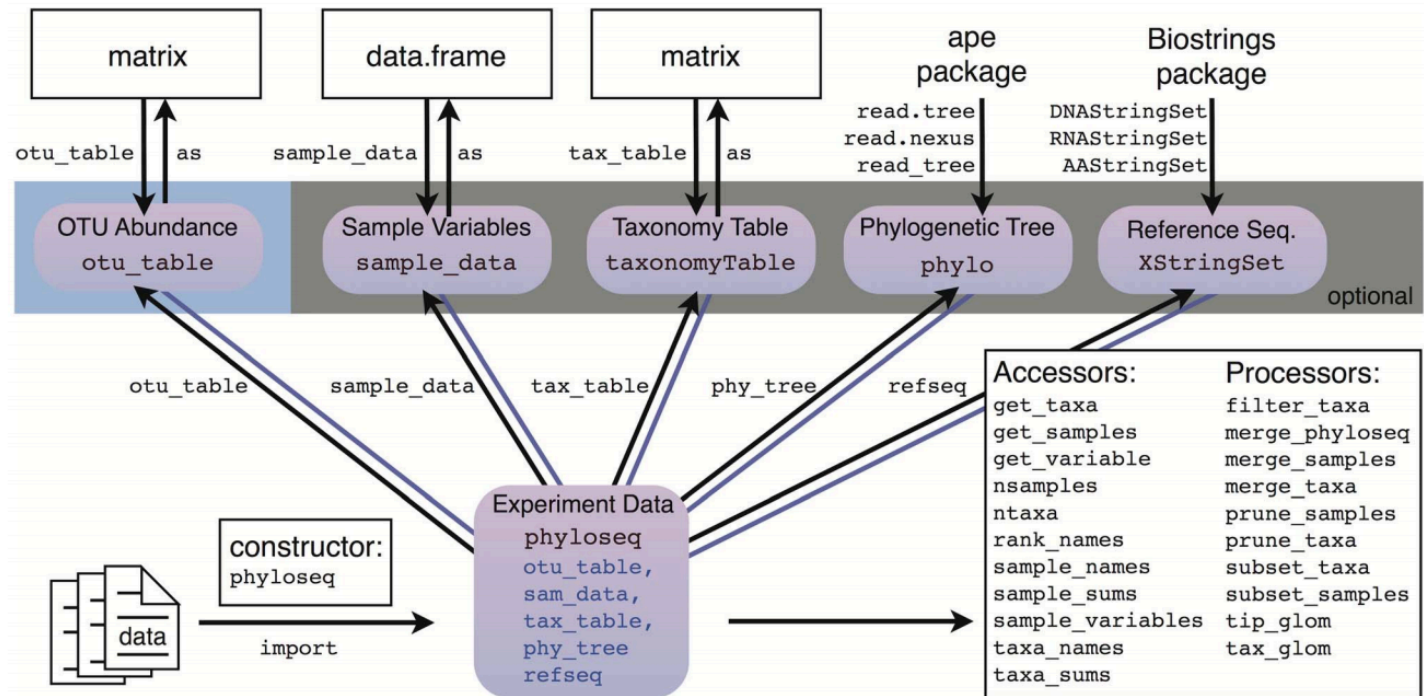 matrix
data.frame
matrix
ape
package
Biostrings
package
otu_table
as
sample_data
as
tax_table
as
read.tree
read.nexus
read_tree
DNAStringSet
RNAStringSet
AAStringSet
OTU Abundance
otu_table
Sample Variables
sample_data
Taxonomy Table
taxonomyTable
Phylogenetic Tree
phylo
Reference Seq.
XStringSet
optional
otu_table
sample_data
tax_table
phy_tree
refseq
Experiment Data
phyloseq
otu_table,
sam_data,
tax_table,
phy_tree
refseq
constructor:
phyloseq
data
import
Accessors:
get_taxa
get_samples
get_variable
nsamples
ntaxa
rank_names
sample_names
sample_sums
sample_variables
taxa_names
taxa_sums
Processors:
filter_taxa
merge_phyloseq
merge_samples
merge_taxa
prune_samples
prune_taxa
subset_taxa
subset_samples
tip_glom
tax_glom